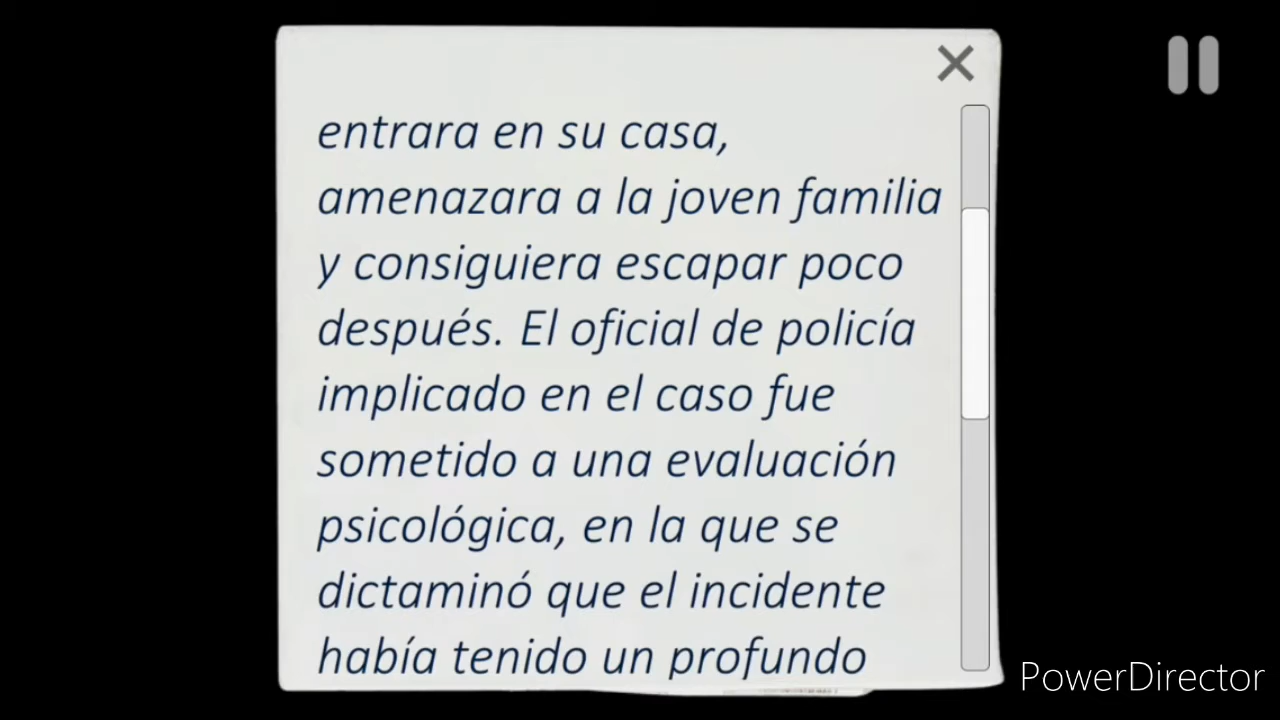 entrara en su casa,
amenazara a la joven familia
y consiguiera escapar poco
después. El oficial de policía
implicado en el caso fue
sometido a una evaluación
psicológica, en la que se
dictaminó que el incidente
había tenido un profundo
PowerDirector